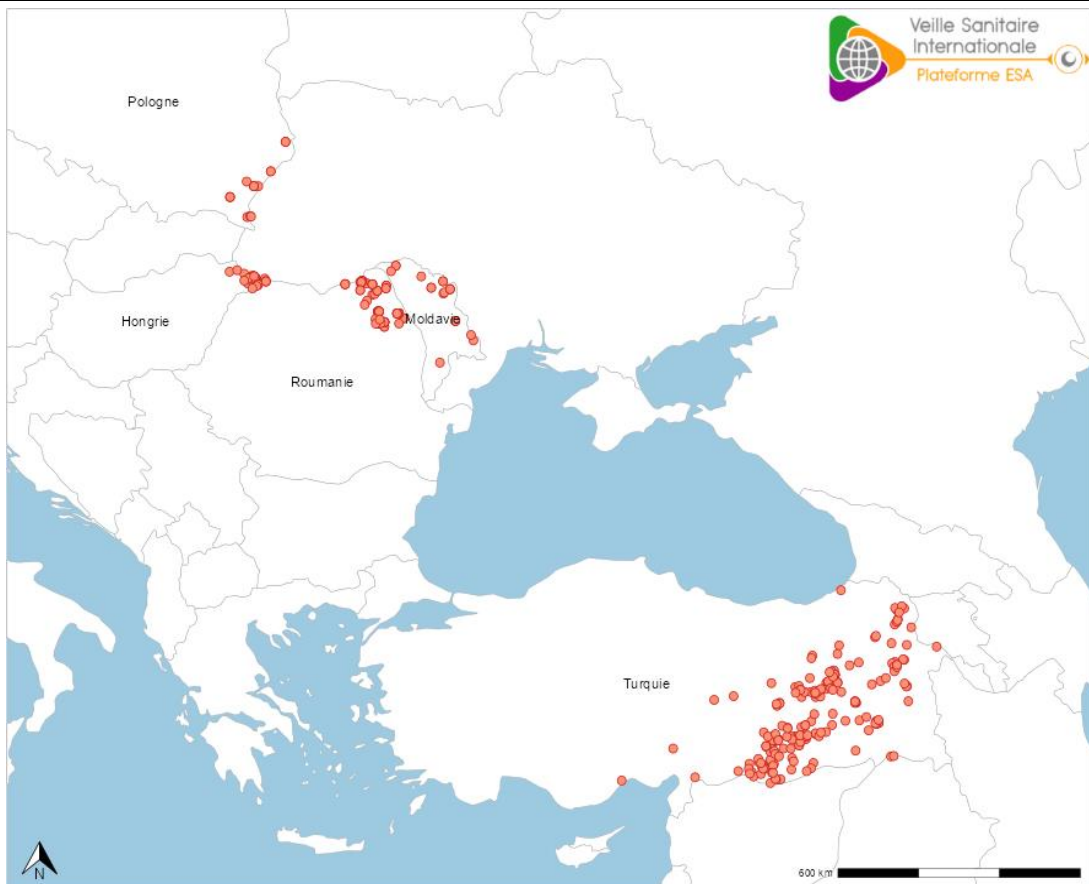 Veille Sanitaire
Internationale
Plateforme ESA
Pologne
Hongrie
Moldavie
Roumanie
Turquie
N
600 km